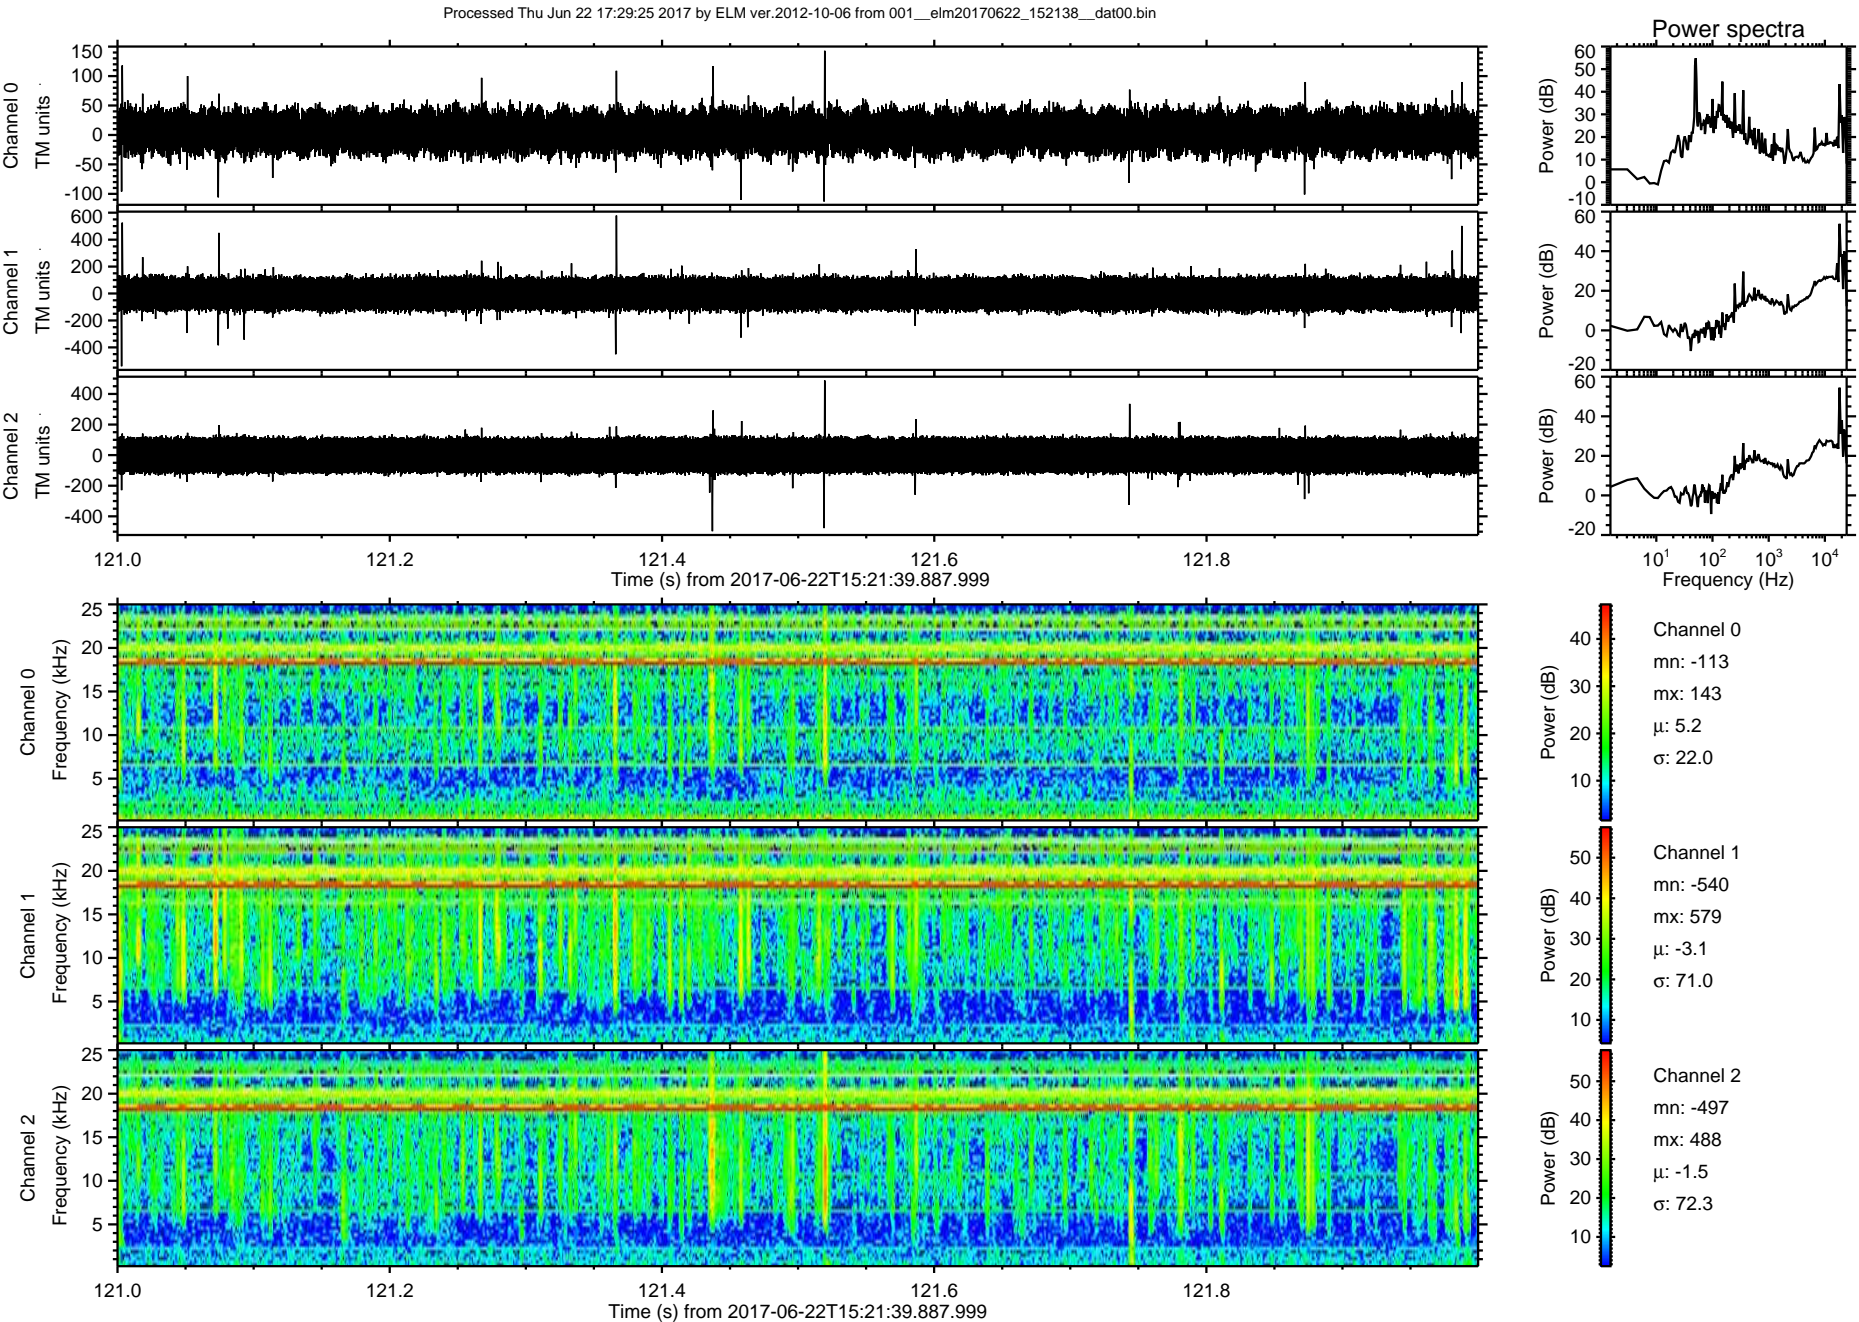 Processed Thu Jun 22 17:29:25 2017 by ELM ver.2012-10-06 from 001__elm20170622_152138__dat00.bin
Power spectra
Channel 0
TM units
150
100
50
0
-50
-100
Power (dB)
60
50
40
30
20
10
0
-10
Channel 1
TM units
600
400
200
0
-200
-400
Power (dB)
60
40
20
0
-20
Channel 2
TM units
400
200
0
-200
-400
Power (dB)
60
40
20
0
-20
121.0 121.2 121.4 121.6 121.8
Time (s) from 2017-06-22T15:21:39.887.999
10^1 10^2 10^3 10^4
Frequency (Hz)
Channel 0
Frequency (kHz)
25
20
15
10
5
Power (dB)
40
30
20
10
Channel 0
mn: -113
mx: 143
μ: 5.2
σ: 22.0
Channel 1
Frequency (kHz)
25
20
15
10
5
Power (dB)
50
40
30
20
10
Channel 1
mn: -540
mx: 579
μ: -3.1
σ: 71.0
Channel 2
Frequency (kHz)
25
20
15
10
5
Power (dB)
50
40
30
20
10
Channel 2
mn: -497
mx: 488
μ: -1.5
σ: 72.3
121.0 121.2 121.4 121.6 121.8
Time (s) from 2017-06-22T15:21:39.887.999